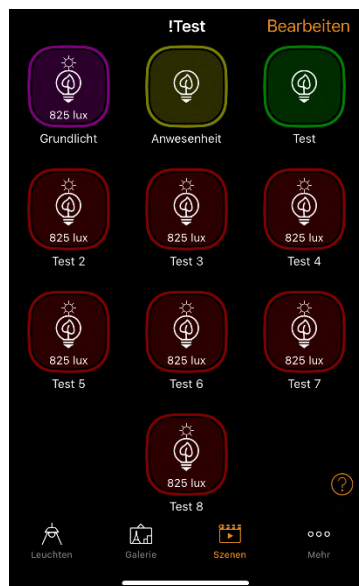 !Test
Bearbeiten
825 lux
Grundlicht
Anwesenheit
Test
825 lux
825 lux
825 lux
Test 2
Test 3
Test 4
825 lux
825 lux
825 lux
Test 5
Test 6
Test 7
825 lux
Test 8
?
Leuchten
Galerie
Szenen
Mehr